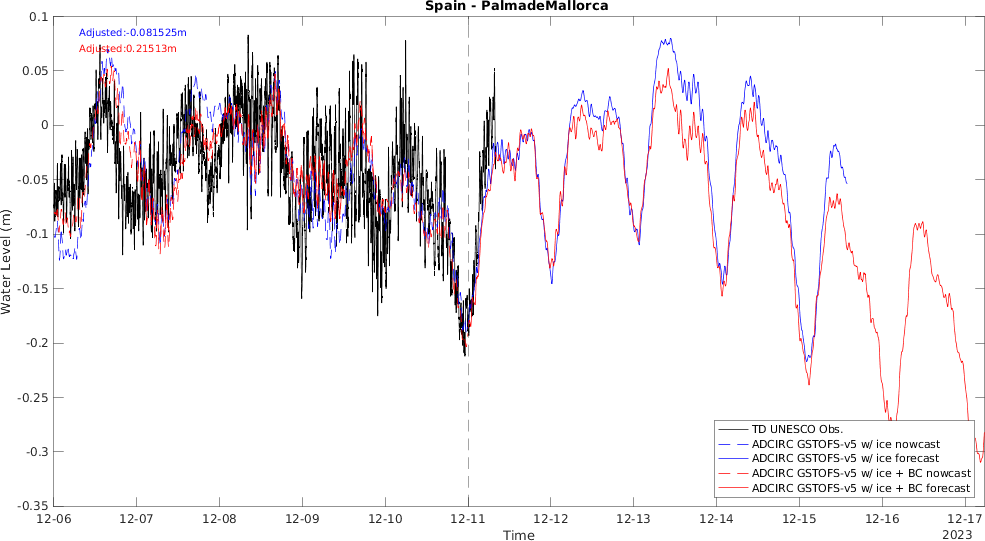 Spain - PalmadeMallorca
Adjusted:-0.081525m
Adjusted:0.21513m
0.1
0.05
0
-0.05
-0.1
-0.15
-0.2
-0.25
-0.3
-0.35
Water Level (m)
TD UNESCO Obs.
ADCIRC GSTOFS-v5 w/ ice nowcast
ADCIRC GSTOFS-v5 w/ ice forecast
ADCIRC GSTOFS-v5 w/ ice + BC nowcast
ADCIRC GSTOFS-v5 w/ ice + BC forecast
12-06 12-07 12-08 12-09 12-10 12-11 12-12 12-13 12-14 12-15 12-16 12-17
Time
2023